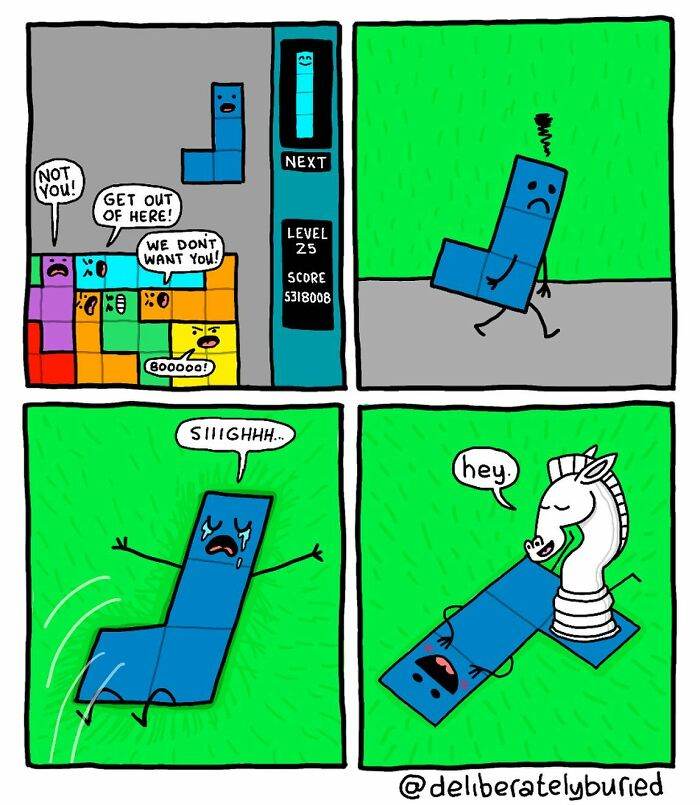 NOT
YOU!
GET OUT
OF HERE!
WE DON'T
WANT YOU!
BOOOOO!
NEXT
LEVEL
25
SCORE
5318008
SIIIGHHH...
hey.
@deliberatelyburied